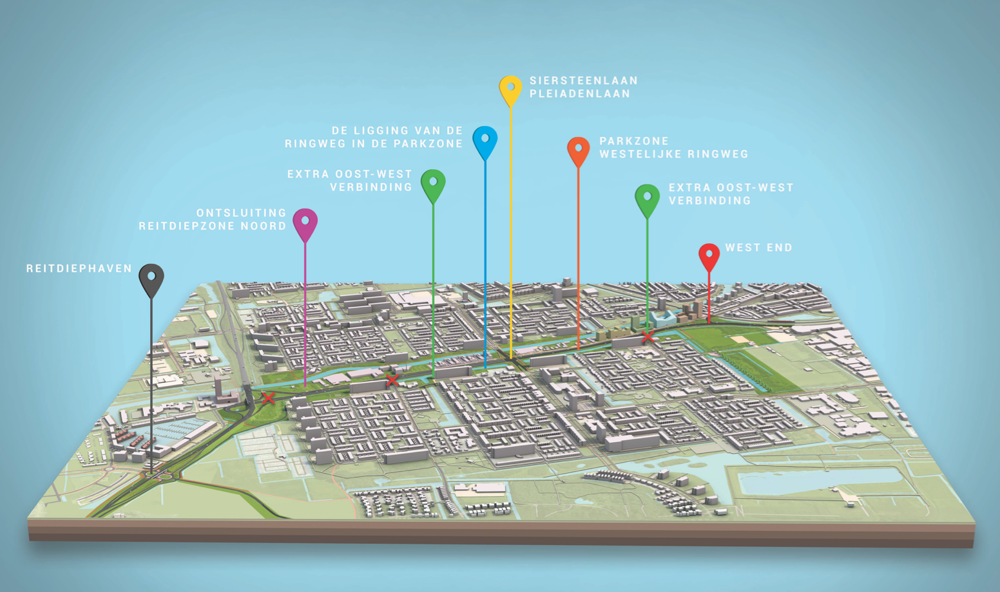 SIERSTEENLAAN
PLEIADENLAAN
DE LIGGING VAN DE
RINGWEG IN DE PARKZONE
PARKZONE
WESTELIJKE RINGWEG
EXTRA OOST-WEST
VERBINDING
EXTRA OOST-WEST
VERBINDING
ONTSLUITING
REITDIEPZONE NOORD
WEST END
REITDIEPHAVEN